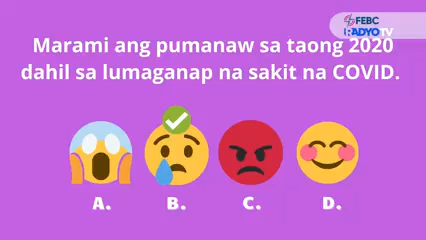 FEBC
RADYO TV
Marami ang pumanaw sa taong 2020
dahil sa lumaganap na sakit na COVID.
A. B. C. D.